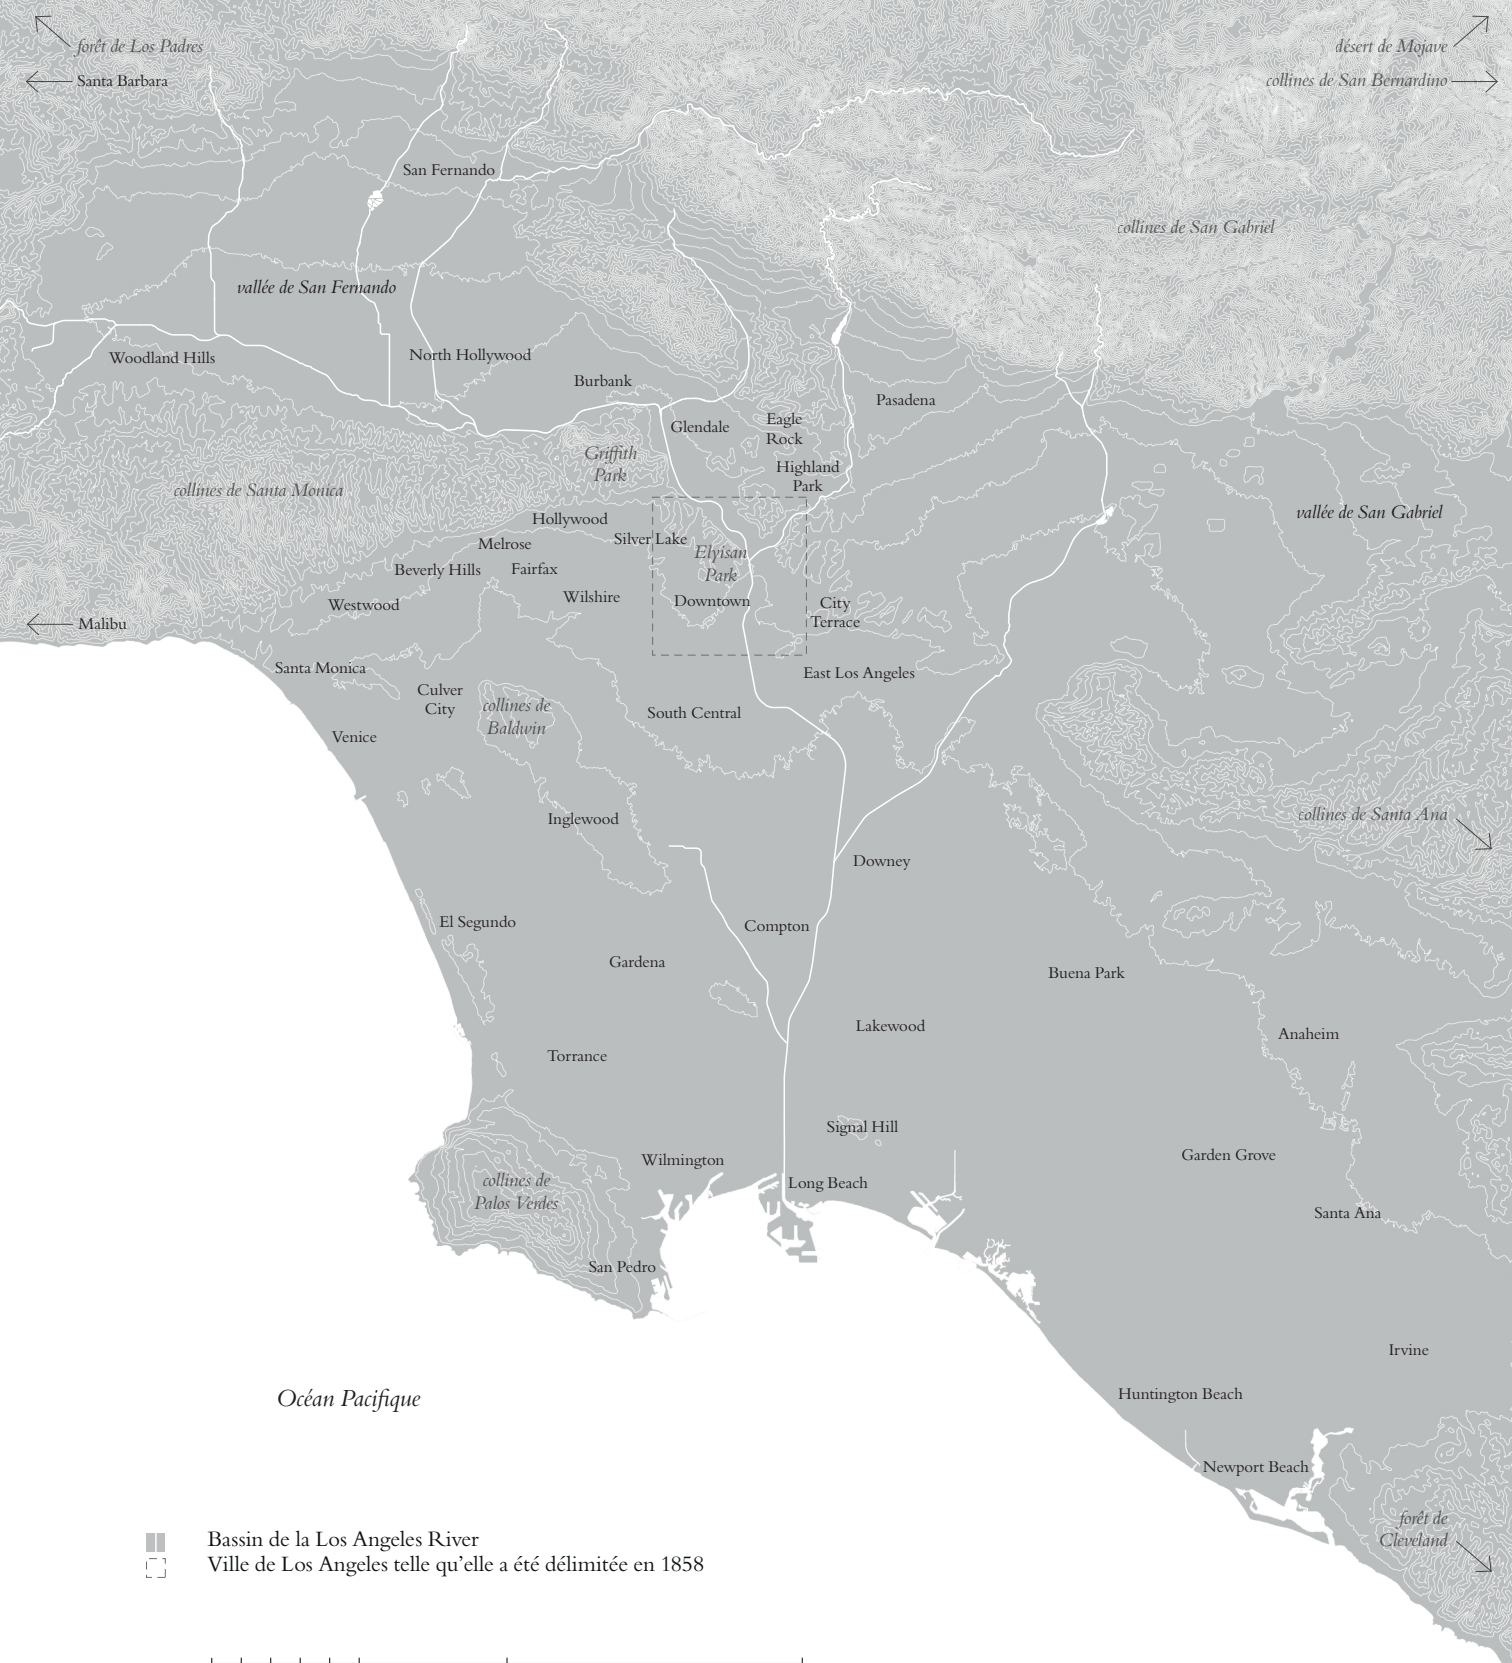 forêt de Los Padres
désert de Mojave
Santa Barbara
collines de San Bernardino
San Fernando
collines de San Gabriel
vallée de San Fernando
Woodland Hills
North Hollywood
Burbank
Pasadena
Glendale
Eagle
Rock
Griffith
Park
Highland
Park
collines de Santa Monica
vallée de San Gabriel
Hollywood
Silver Lake
Melrose
Elyisan
Park
Beverly Hills
Fairfax
Wilshire
Downtown
Westwood
City
Terrace
Malibu
Santa Monica
East Los Angeles
Culver
City
collines de
Baldwin
South Central
Venice
collines de Santa Ana
Inglewood
Downey
El Segundo
Compton
Gardena
Buena Park
Lakewood
Anaheim
Torrance
Signal Hill
Garden Grove
Wilmington
Long Beach
collines de
Palos Verdes
Santa Ana
San Pedro
Irvine
Océan Pacifique
Huntington Beach
Newport Beach
forêt de
Cleveland
Bassin de la Los Angeles River
Ville de Los Angeles telle qu’elle a été délimitée en 1858